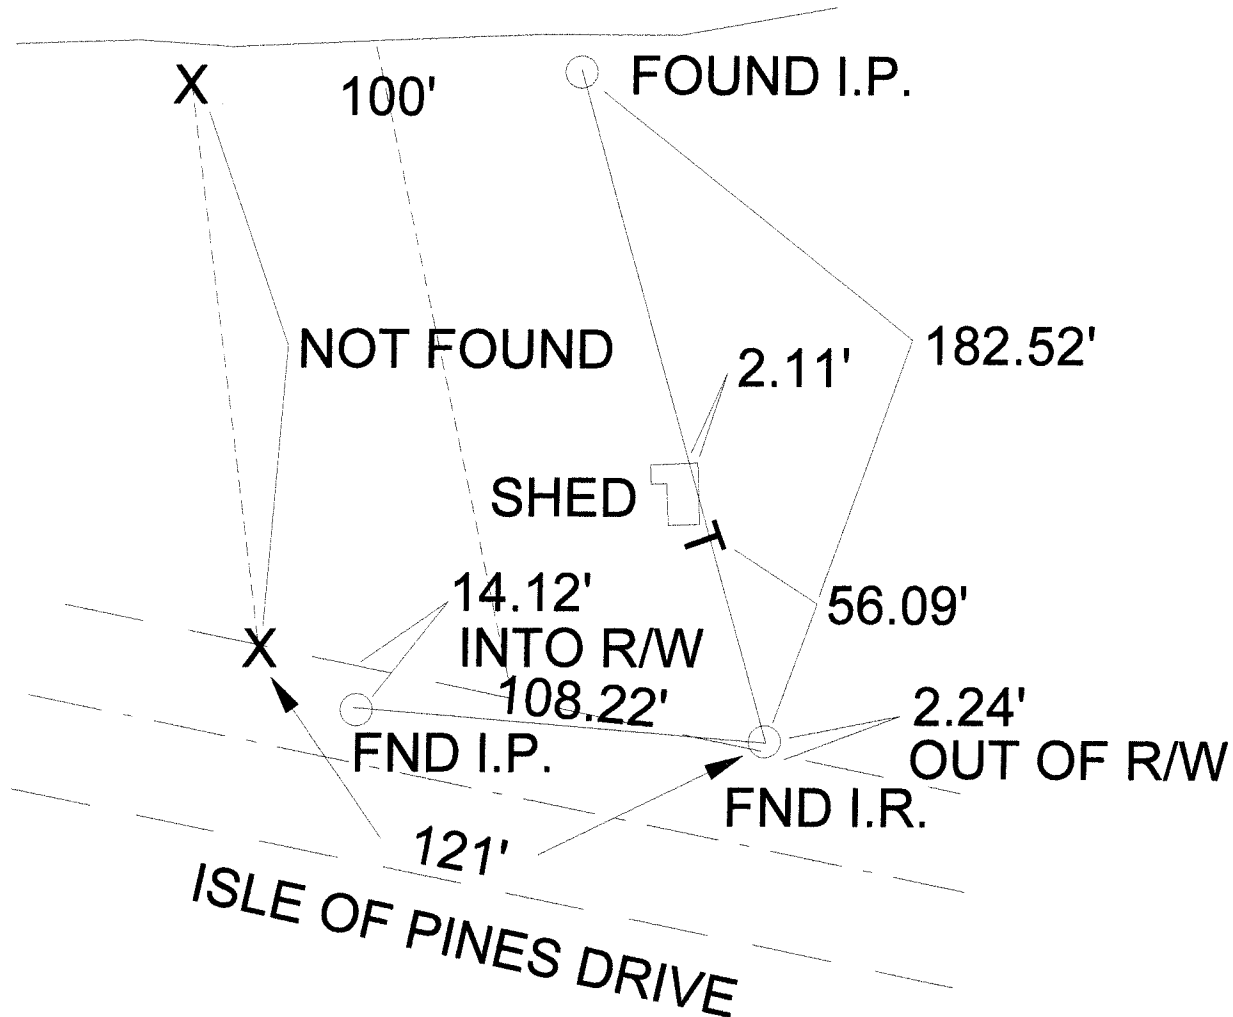 X
100'
FOUND I.P.
NOT FOUND
182.52'
2.11'
SHED
56.09'
14.12'
INTO R/W
X
108.22'
2.24'
OUT OF R/W
FND I.P.
FND I.R.
121'
ISLE OF PINES DRIVE